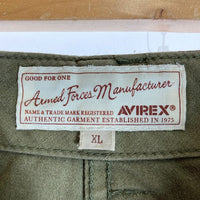 GOOD FOR ONE
Armed Forces Manufacturer
NAME & TRADE MARK REGISTERED AVIREX®
AUTHENTIC GARMENT ESTABLISHED IN 1975
XL